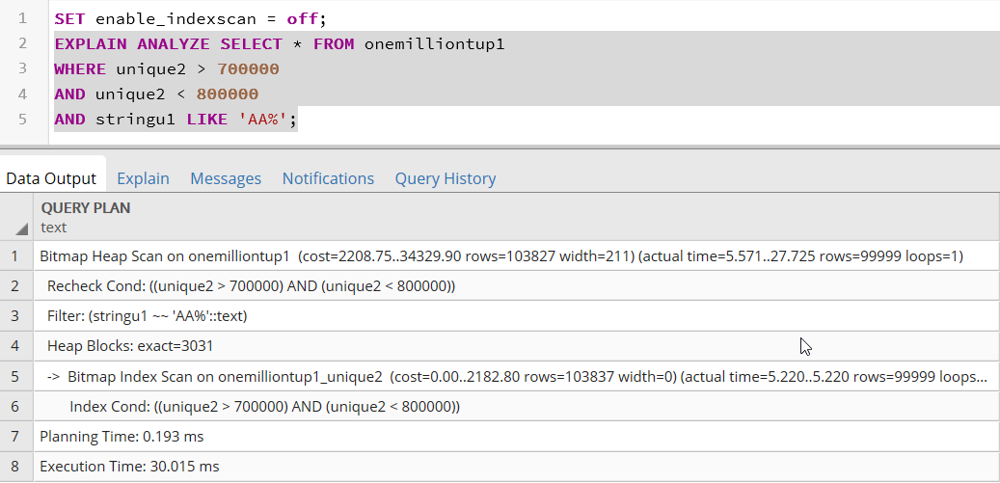 1 SET enable_indexscan = off;
2 EXPLAIN ANALYZE SELECT * FROM onemilliontup1
3 WHERE unique2 > 700000
4 AND unique2 < 800000
5 AND stringu1 LIKE 'AA%';
Data Output Explain Messages Notifications Query History
QUERY PLAN
text
1 Bitmap Heap Scan on onemilliontup1 (cost=2208.75..34329.90 rows=103827 width=211) (actual time=5.571..27.725 rows=99999 loops=1)
2 Recheck Cond: ((unique2 > 700000) AND (unique2 < 800000))
3 Filter: (stringu1 ~~ 'AA%'::text)
4 Heap Blocks: exact=3031
5 -> Bitmap Index Scan on onemilliontup1_unique2 (cost=0.00..2182.80 rows=103837 width=0) (actual time=5.220..5.220 rows=99999 loops...
6 Index Cond: ((unique2 > 700000) AND (unique2 < 800000))
7 Planning Time: 0.193 ms
8 Execution Time: 30.015 ms